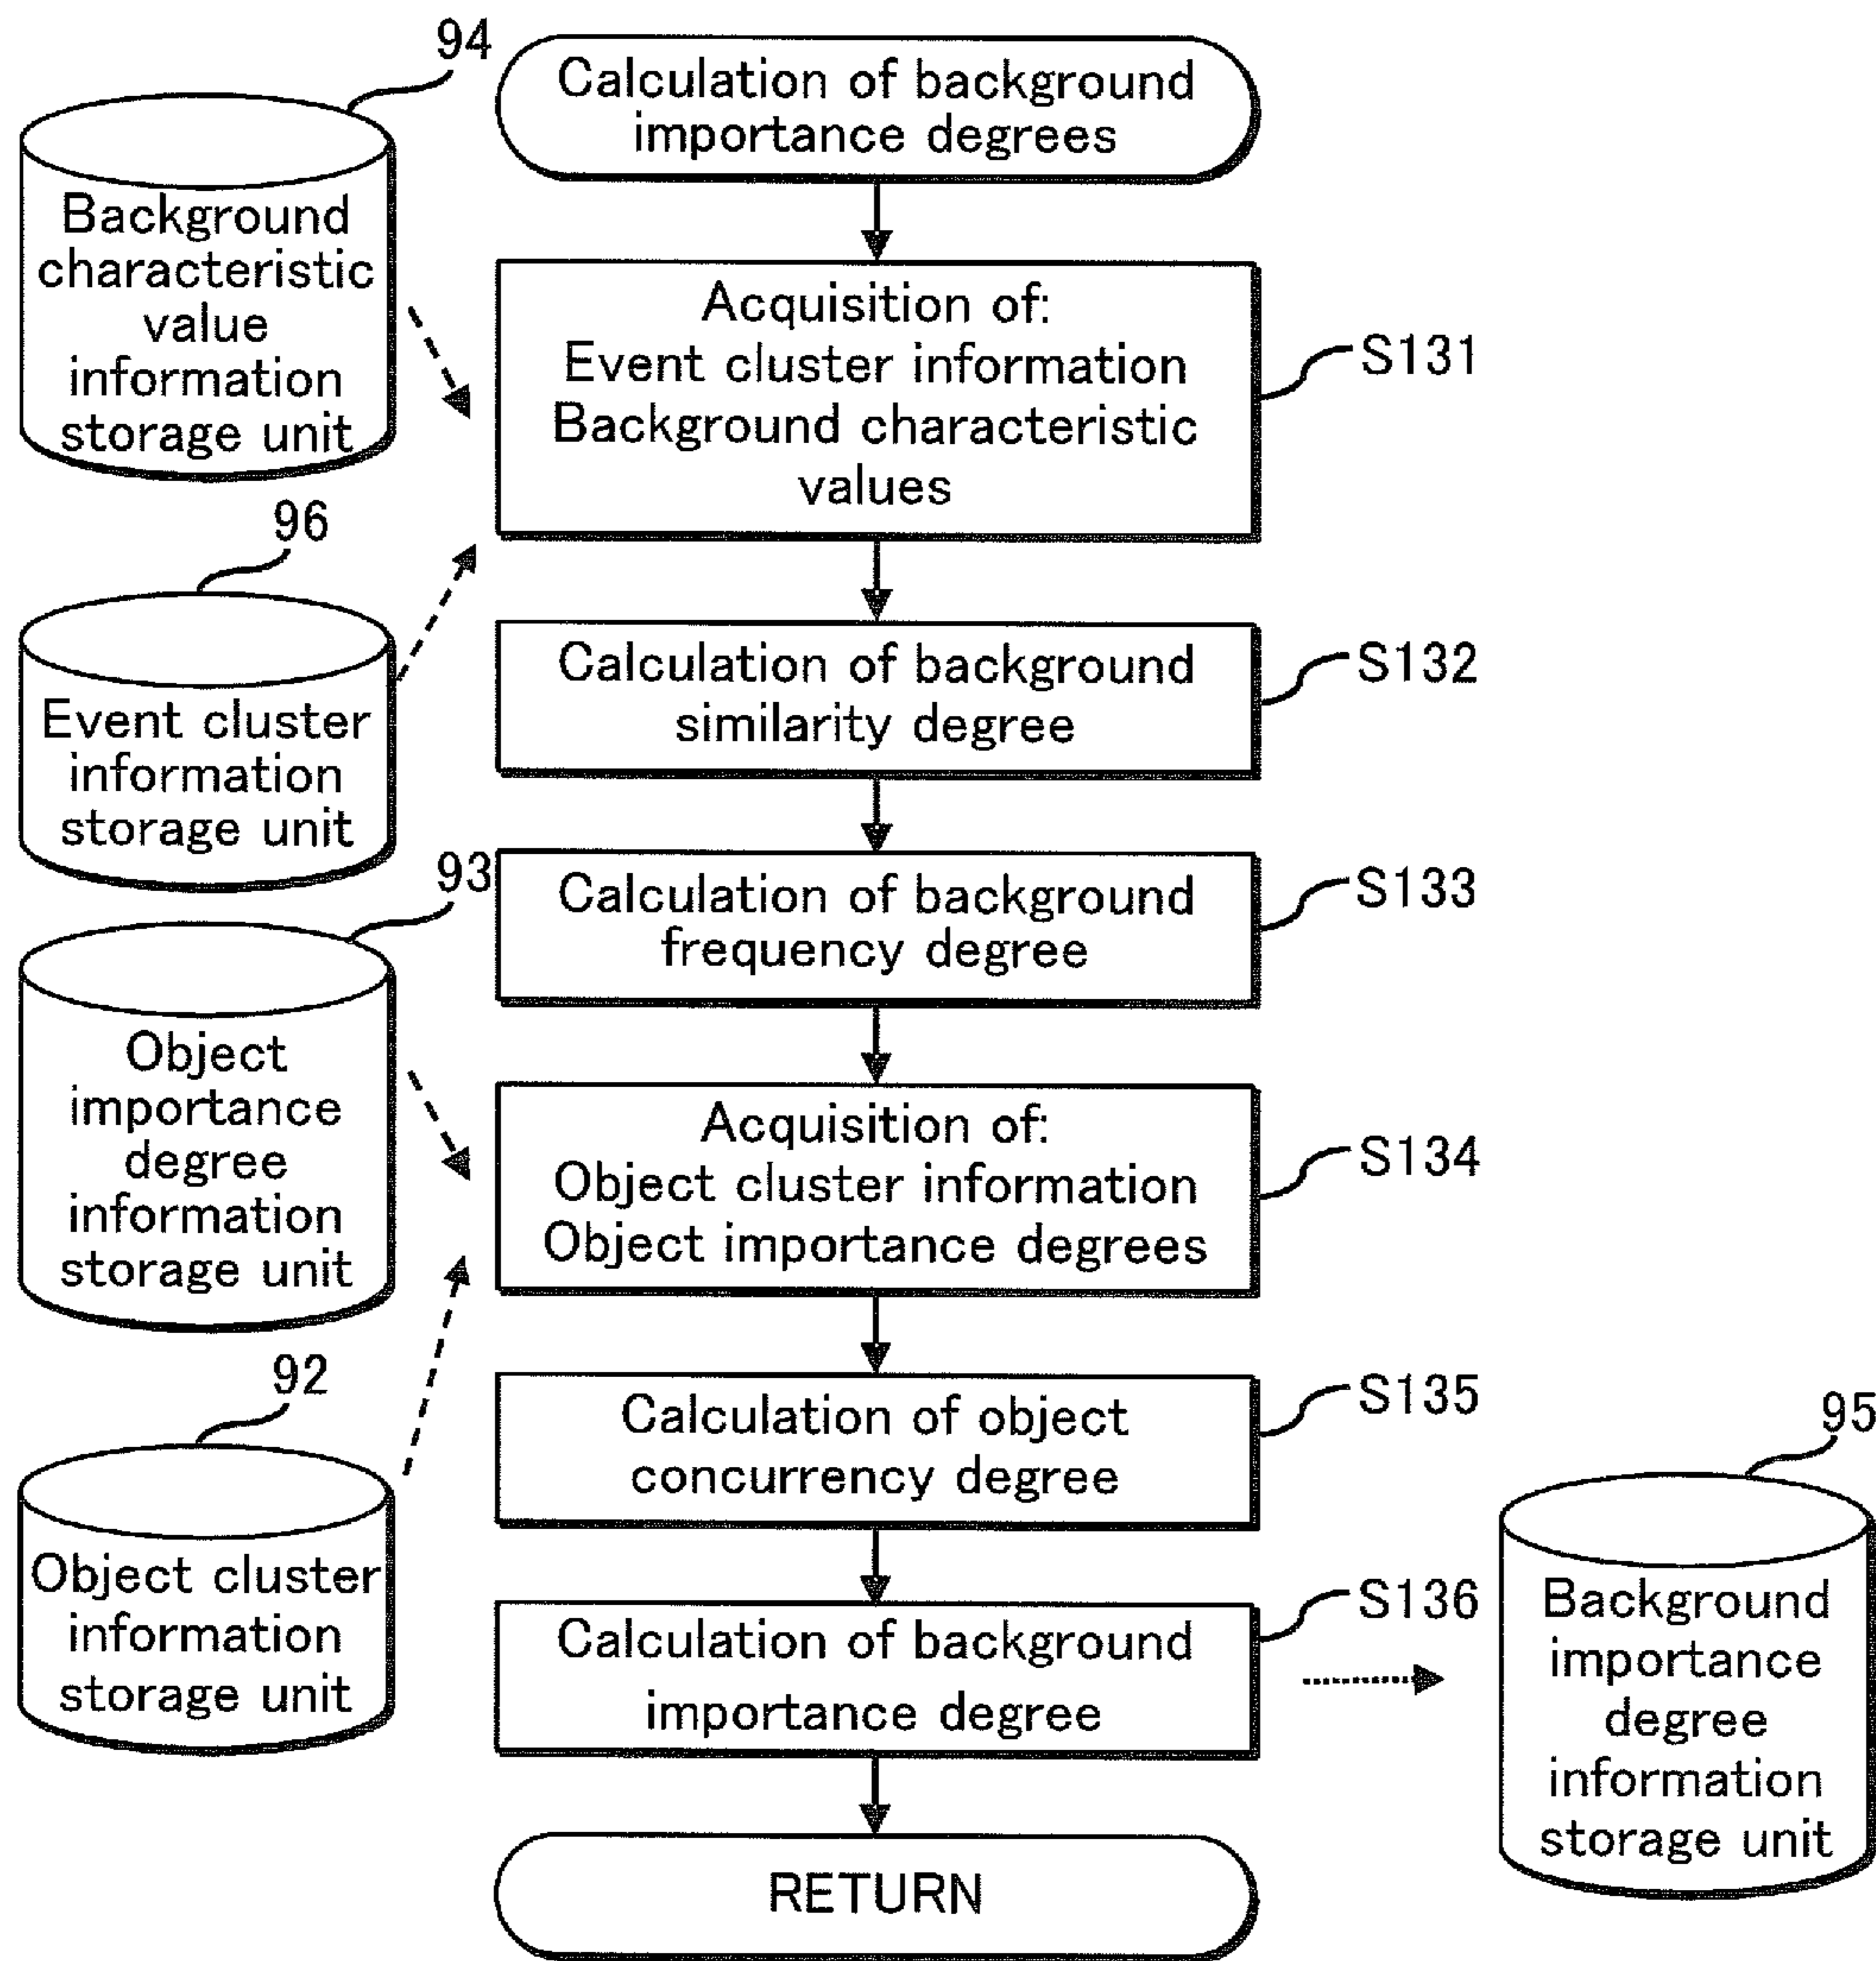 94
Calculation of background
importance degrees
Background
characteristic
value
information
storage unit
Acquisition of:
Event cluster information
Background characteristic
values
S131
96
Event cluster
information
storage unit
Calculation of background
similarity degree
S132
93
Calculation of background
frequency degree
S133
Object
importance
degree
information
storage unit
Acquisition of:
Object cluster information
Object importance degrees
S134
92
Object cluster
information
storage unit
Calculation of object
concurrency degree
S135
Calculation of background
importance degree
S136
95
Background
importance
degree
information
storage unit
RETURN